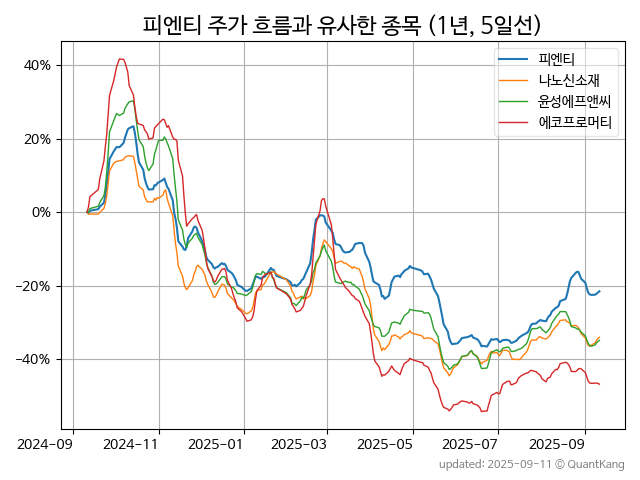 피엔티 주가 흐름과 유사한 종목 (1년, 5일선)
피엔티
나노신소재
윤성에프앤씨
에코프로머티
40%
20%
0%
−20%
−40%
2024-09 2024-11 2025-01 2025-03 2025-05 2025-07 2025-09
updated: 2025-09-11 © QuantKang